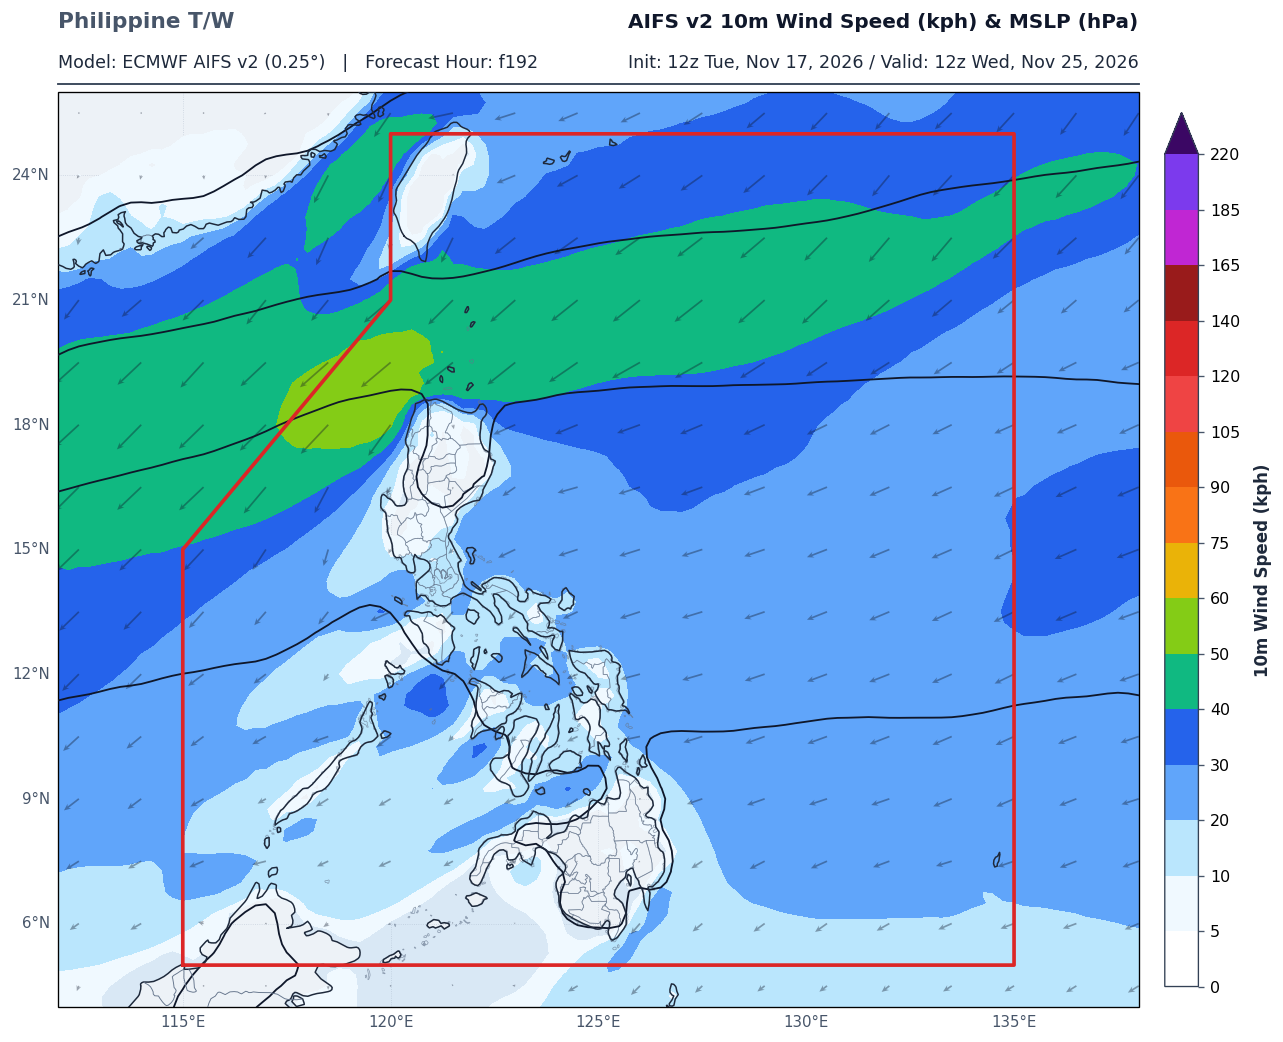 Philippine T/W
AIFS v2 10m Wind Speed (kph) & MSLP (hPa)
Model: ECMWF AIFS v2 (0.25°) | Forecast Hour: f192
Init: 12z Tue, Nov 17, 2026 / Valid: 12z Wed, Nov 25, 2026
24°N
21°N
18°N
15°N
12°N
9°N
6°N
115°E
120°E
125°E
130°E
135°E
220
185
165
140
120
105
90
75
60
50
40
30
20
10
5
0
10m Wind Speed (kph)